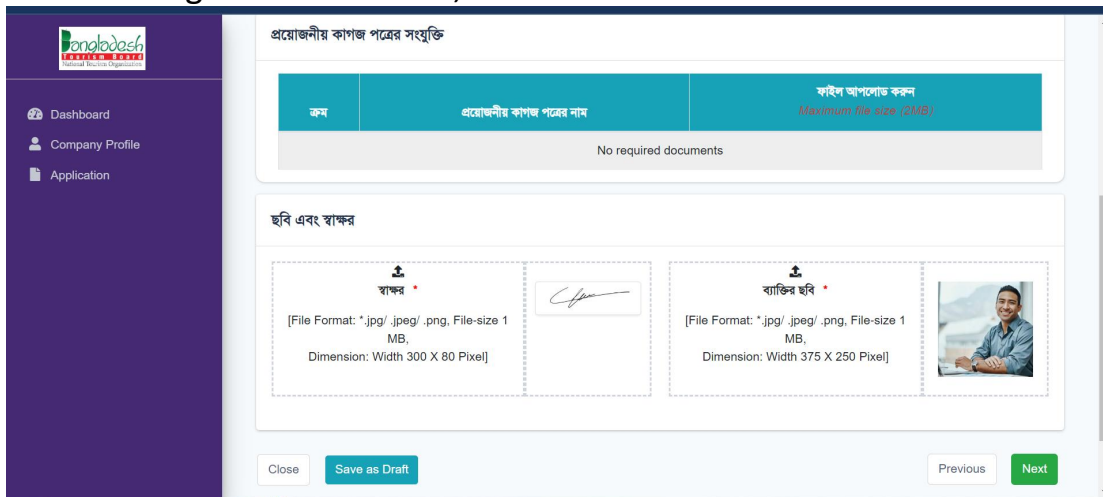 Bangladesh
Tourism Board
National Tourism Organization
Dashboard
Company Profile
Application
প্রয়োজনীয় কাগজ পত্রের সংযুক্তি
ক্রম
প্রয়োজনীয় কাগজ পত্রের নাম
ফাইল আপলোড করুন
Maximum file size (2MB)
No required documents
ছবি এবং স্বাক্ষর
স্বাক্ষর *
[File Format: *.jpg/ .jpeg/ .png, File-size 1
MB,
Dimension: Width 300 X 80 Pixel]
ব্যাক্তির ছবি *
[File Format: *.jpg/ .jpeg/ .png, File-size 1
MB,
Dimension: Width 375 X 250 Pixel]
Close
Save as Draft
Previous
Next